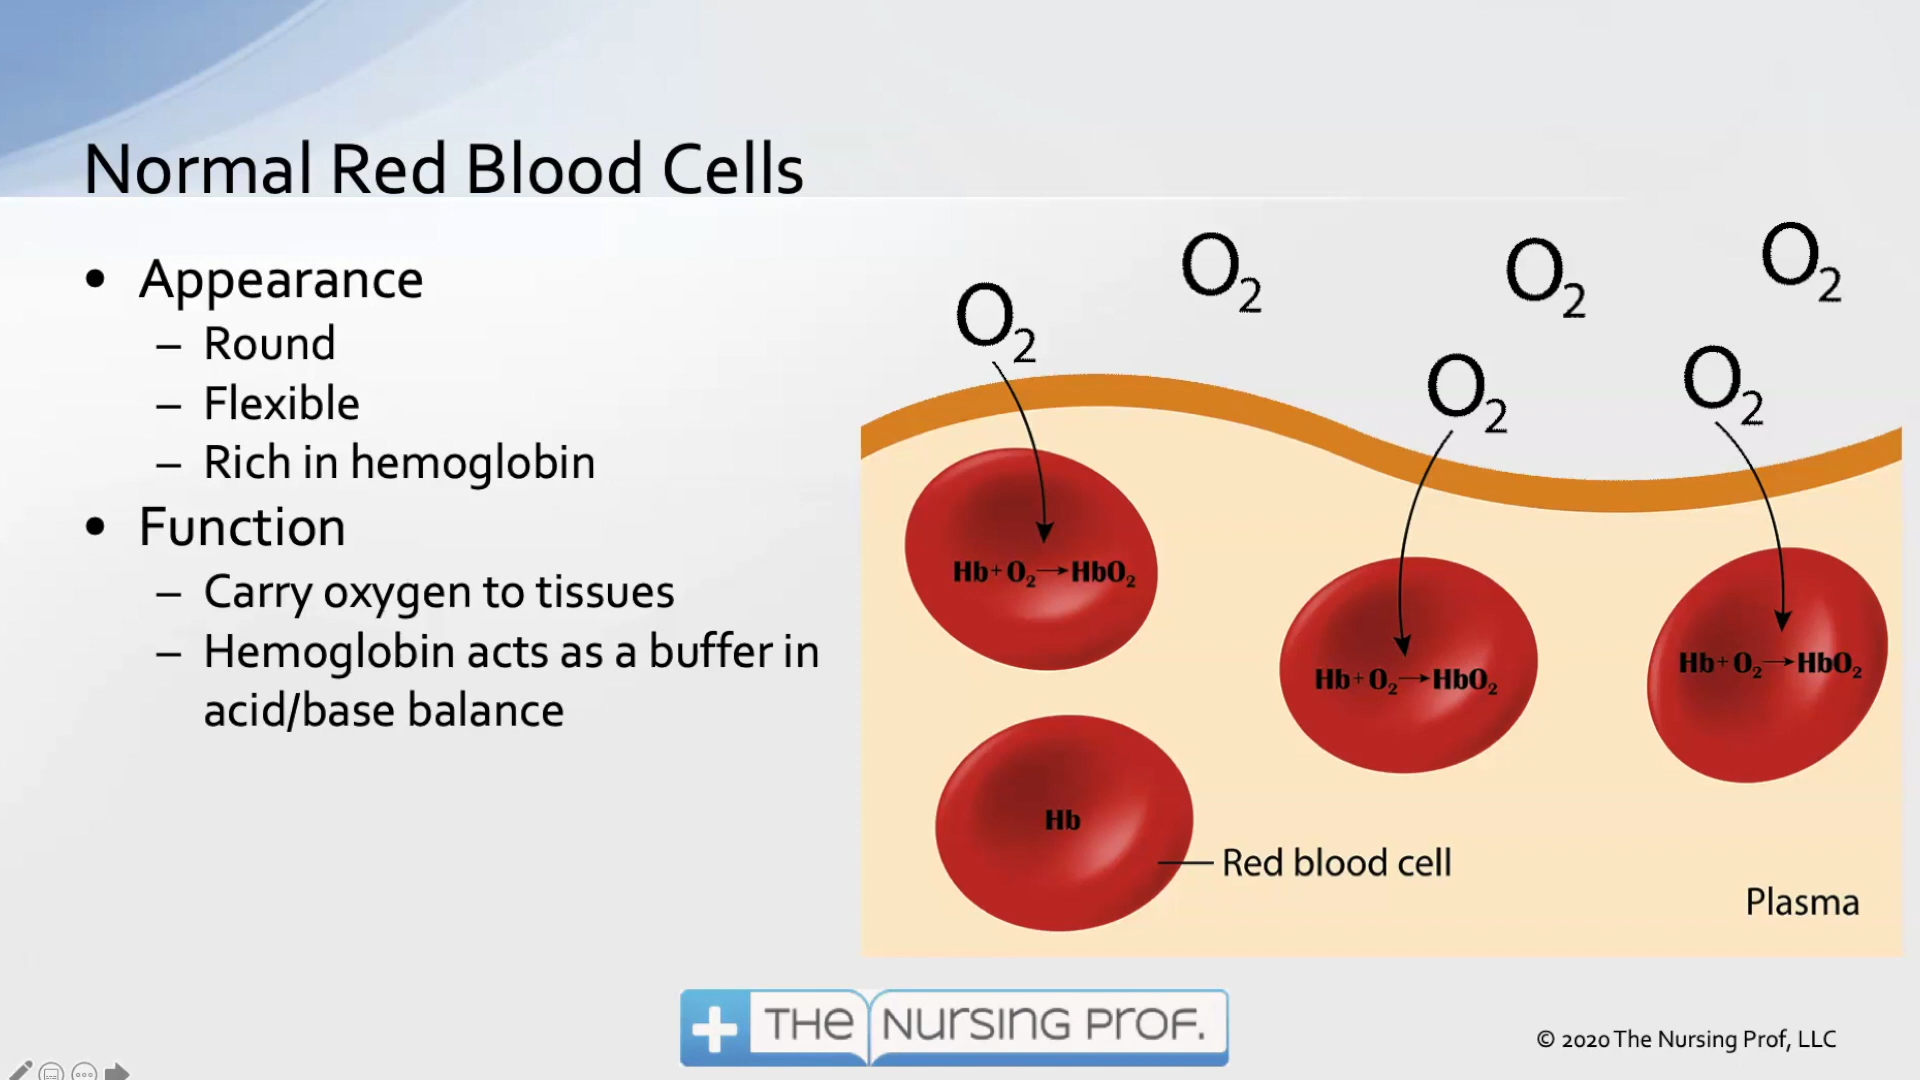 Normal Red Blood Cells
• Appearance
– Round
– Flexible
– Rich in hemoglobin
• Function
– Carry oxygen to tissues
– Hemoglobin acts as a buffer in
acid/base balance
O₂
O₂
O₂
O₂
O₂
O₂
Hb+O₂→HbO₂
Hb+O₂→HbO₂
Hb+O₂→HbO₂
Hb
Red blood cell
Plasma
THE NURSING PROF.
© 2020 The Nursing Prof, LLC